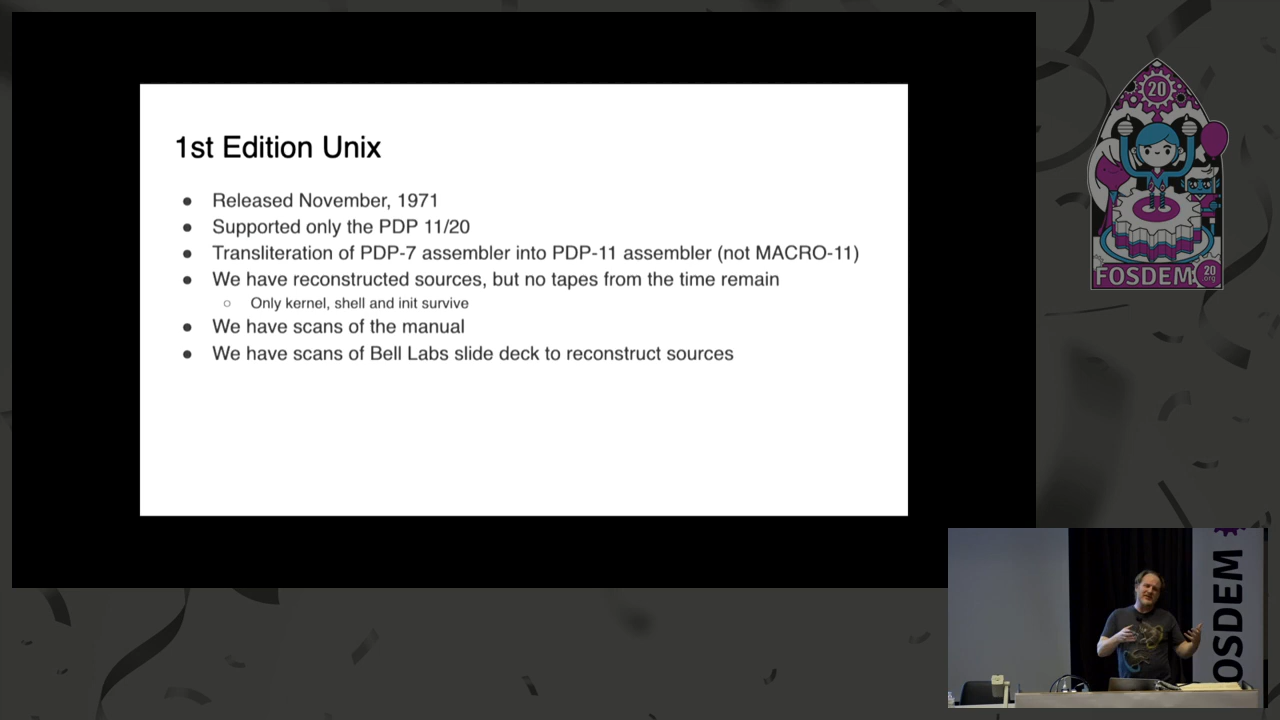 1st Edition Unix
● Released November, 1971
● Supported only the PDP 11/20
● Transliteration of PDP-7 assembler into PDP-11 assembler (not MACRO-11)
● We have reconstructed sources, but no tapes from the time remain
○ Only kernel, shell and init survive
● We have scans of the manual
● We have scans of Bell Labs slide deck to reconstruct sources
20
FOSDEM
20
.org
OSDEM